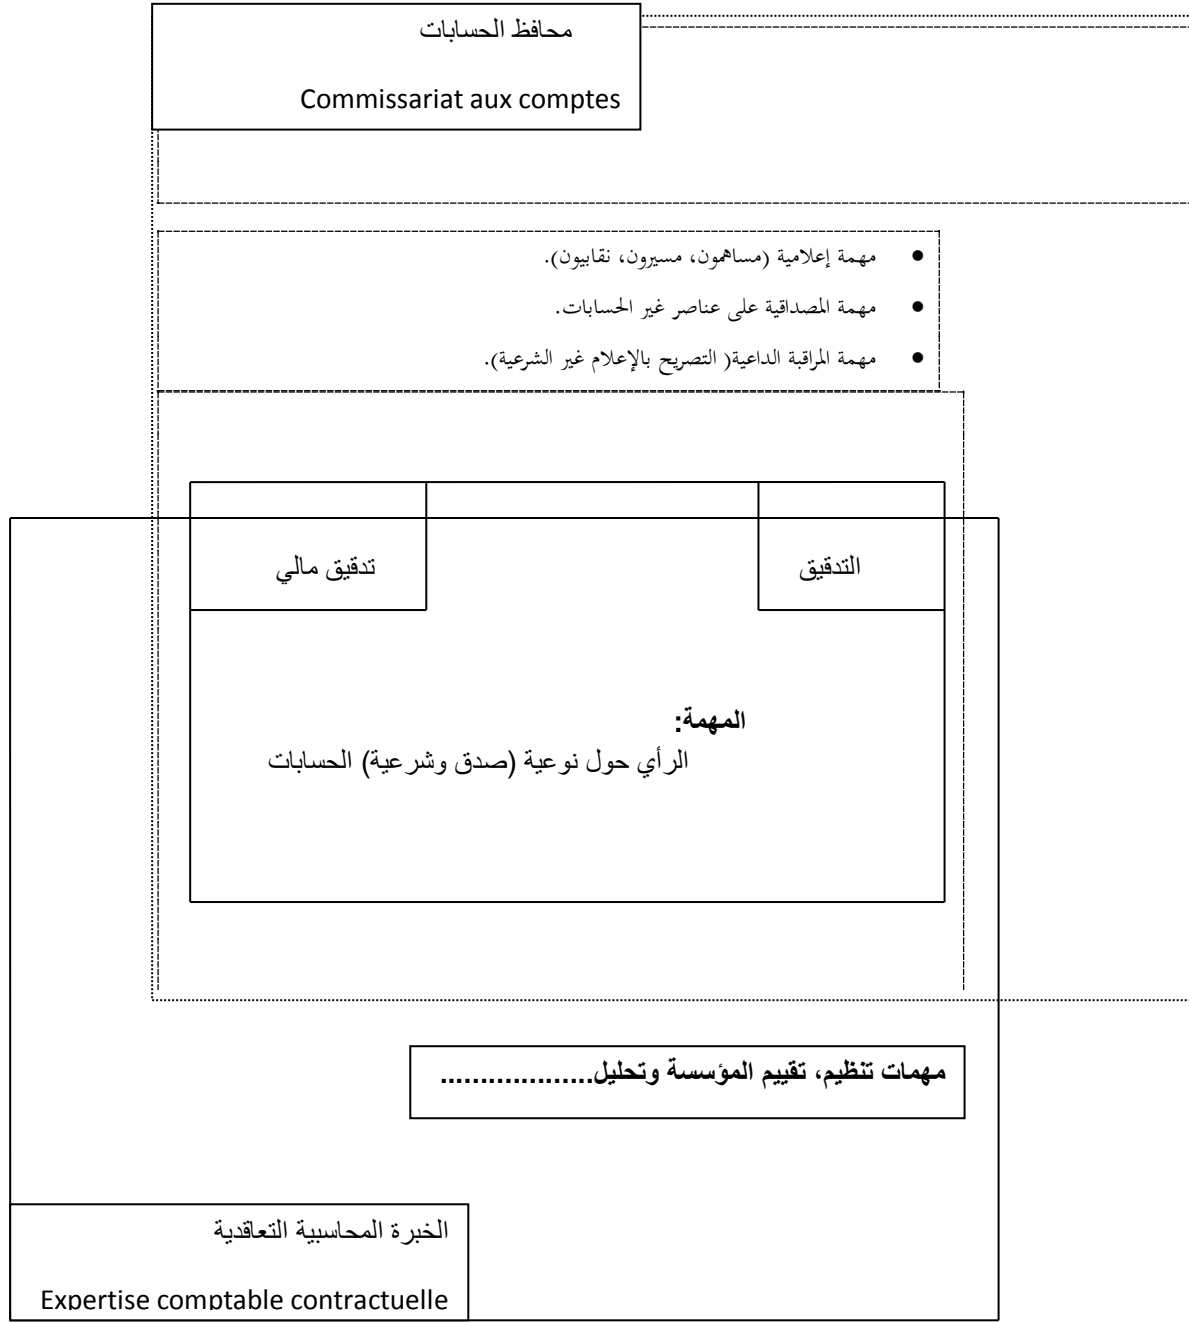 محافظ الحسابات
Commissariat aux comptes
● مهمة إعلامية (مساهمون، مسيرون، نقابيون).
● مهمة المصداقية على عناصر غير الحسابات.
● مهمة المراقبة الداعية( التصريح بالإعلام غير الشرعية).
التدقيق
تدقيق مالي
المهمة:
الرأي حول نوعية (صدق وشرعية) الحسابات
مهمات تنظيم، تقييم المؤسسة وتحليل...................
الخبرة المحاسبية التعاقدية
Expertise comptable contractuelle